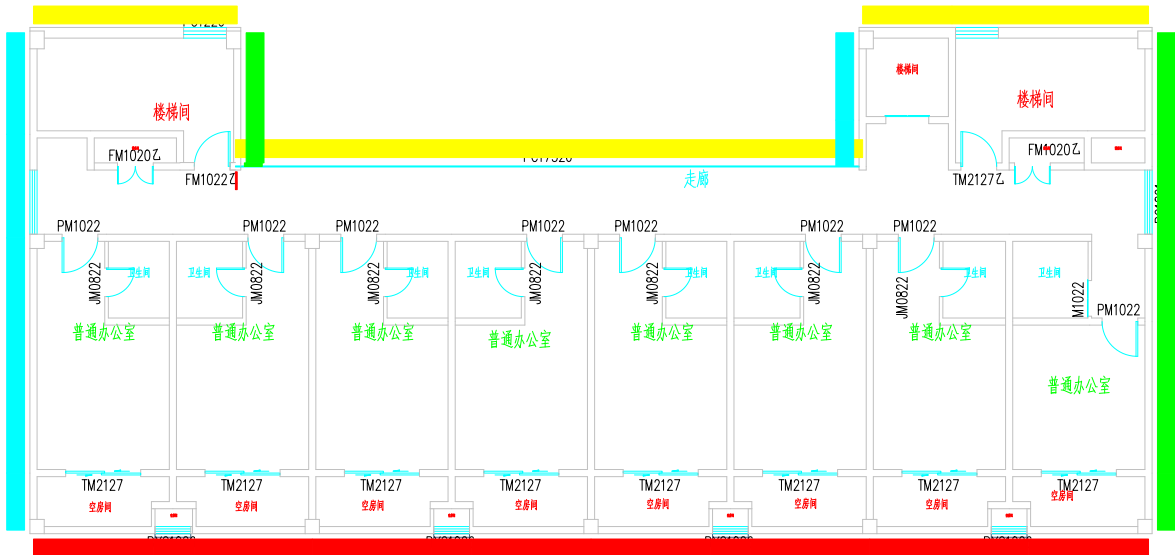 楼梯间
楼梯间
楼梯间
FM1020乙
FM1022乙
走廊
TM2127乙
FM1020乙
PM1022
PM1022
PM1022
PM1022
PM1022
PM1022
PM1022
卫生间
卫生间
卫生间
卫生间
卫生间
卫生间
卫生间
卫生间
JM0822
JM0822
JM0822
JM0822
JM0822
JM0822
JM0822
M1022
PM1022
普通办公室
普通办公室
普通办公室
普通办公室
普通办公室
普通办公室
普通办公室
普通办公室
TM2127
TM2127
TM2127
TM2127
TM2127
TM2127
TM2127
TM2127
空房间
空房间
空房间
空房间
空房间
空房间
空房间
空房间